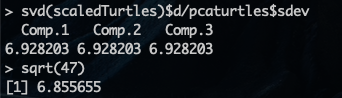 > svd(scaledTurtles)$d/pcaturtles$sdev
Comp.1 Comp.2 Comp.3
6.928203 6.928203 6.928203
> sqrt(47)
[1] 6.855655